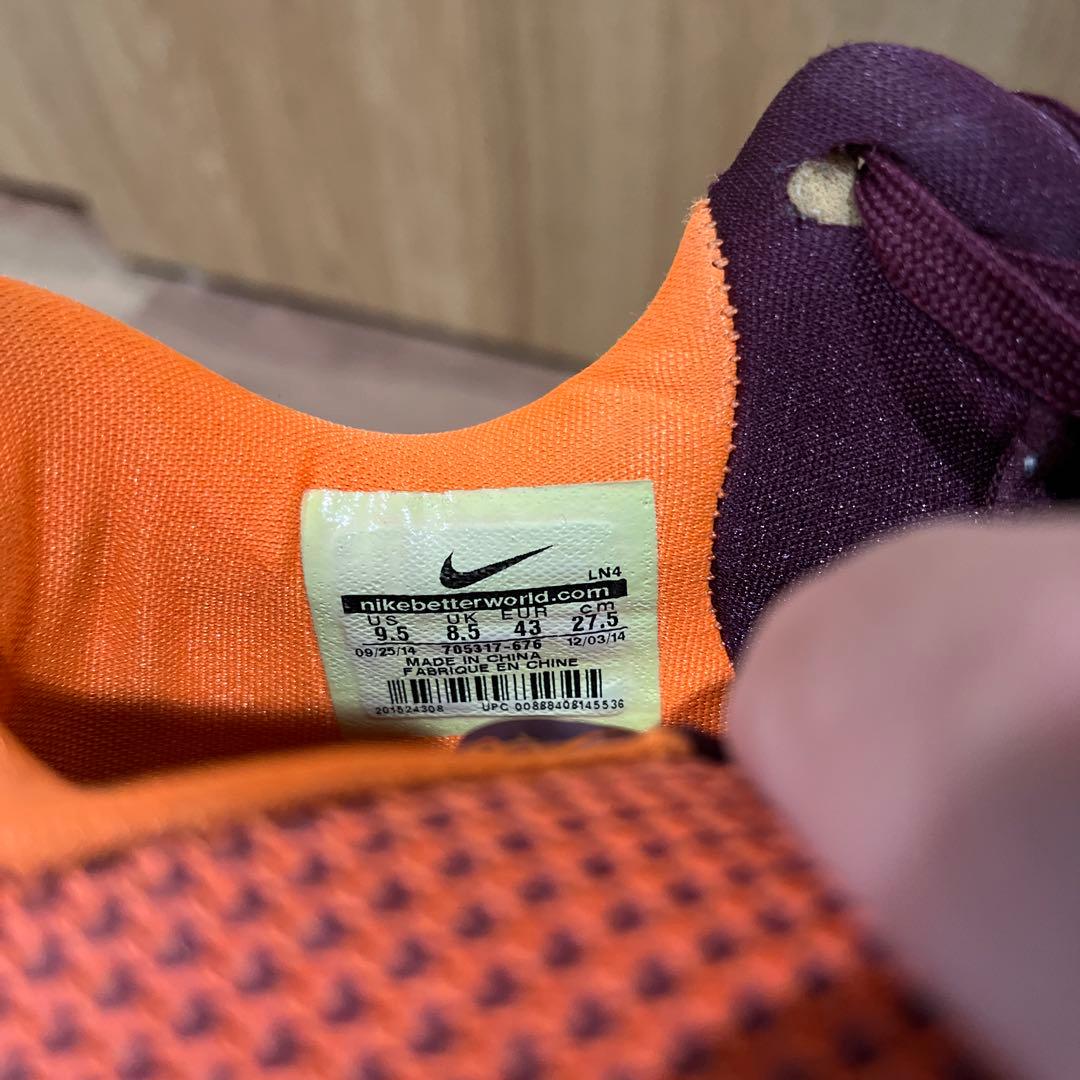 LN4
nikebetterworld.com
US UK EUR cm
9.5 8.5 43 27.5
09/25/14 705317-676 12/03/14
MADE IN CHINA
FABRIQUE EN CHINE
201524308 UPC 00888408145536